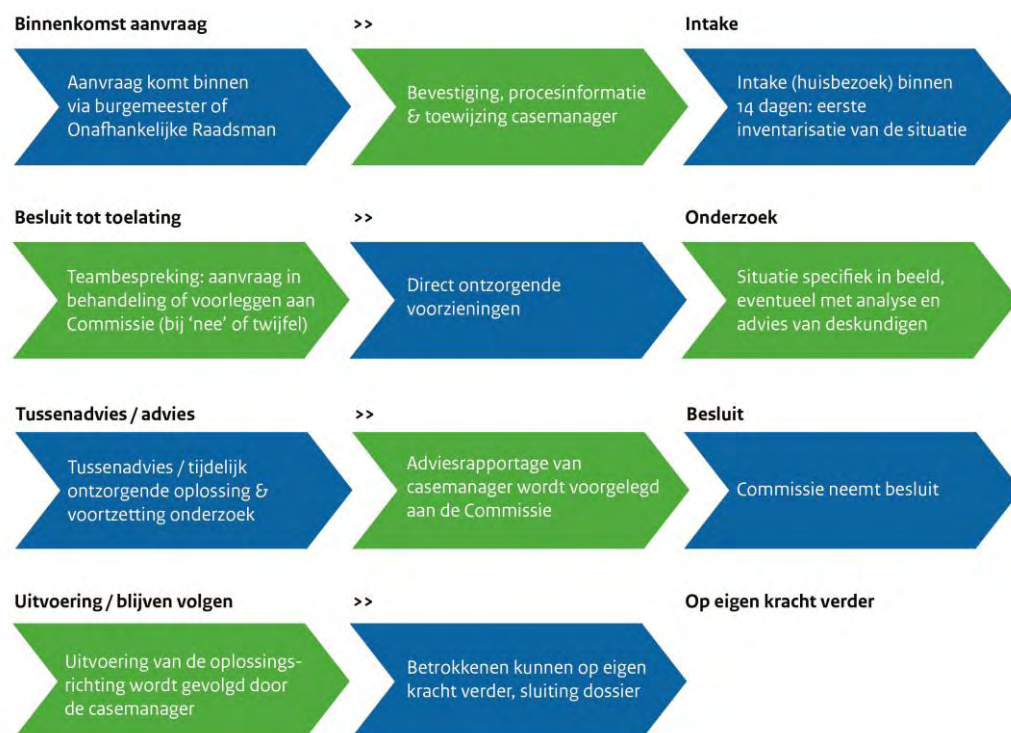 Binnenkomst aanvraag
>>
Intake
Aanvraag komt binnen
via burgemeester of
Onafhankelijke Raadsman
Bevestiging, procesinformatie
& toewijzing casemanager
Intake (huisbezoek) binnen
14 dagen: eerste
inventarisatie van de situatie
Besluit tot toelating
>>
Onderzoek
Teambespreking: aanvraag in
behandeling of voorleggen aan
Commissie (bij ‘nee’ of twijfel)
Direct ontzorgende
voorzieningen
Situatie specifiek in beeld,
eventueel met analyse en
advies van deskundigen
Tussenadvies / advies
>>
Besluit
Tussenadvies / tijdelijk
ontzorgende oplossing &
voortzetting onderzoek
Adviesrapportage van
casemanager wordt voorgelegd
aan de Commissie
Commissie neemt besluit
Uitvoering / blijven volgen
>>
Op eigen kracht verder
Uitvoering van de oplossings-
richting wordt gevolgd door
de casemanager
Betrokkenen kunnen op eigen
kracht verder, sluiting dossier